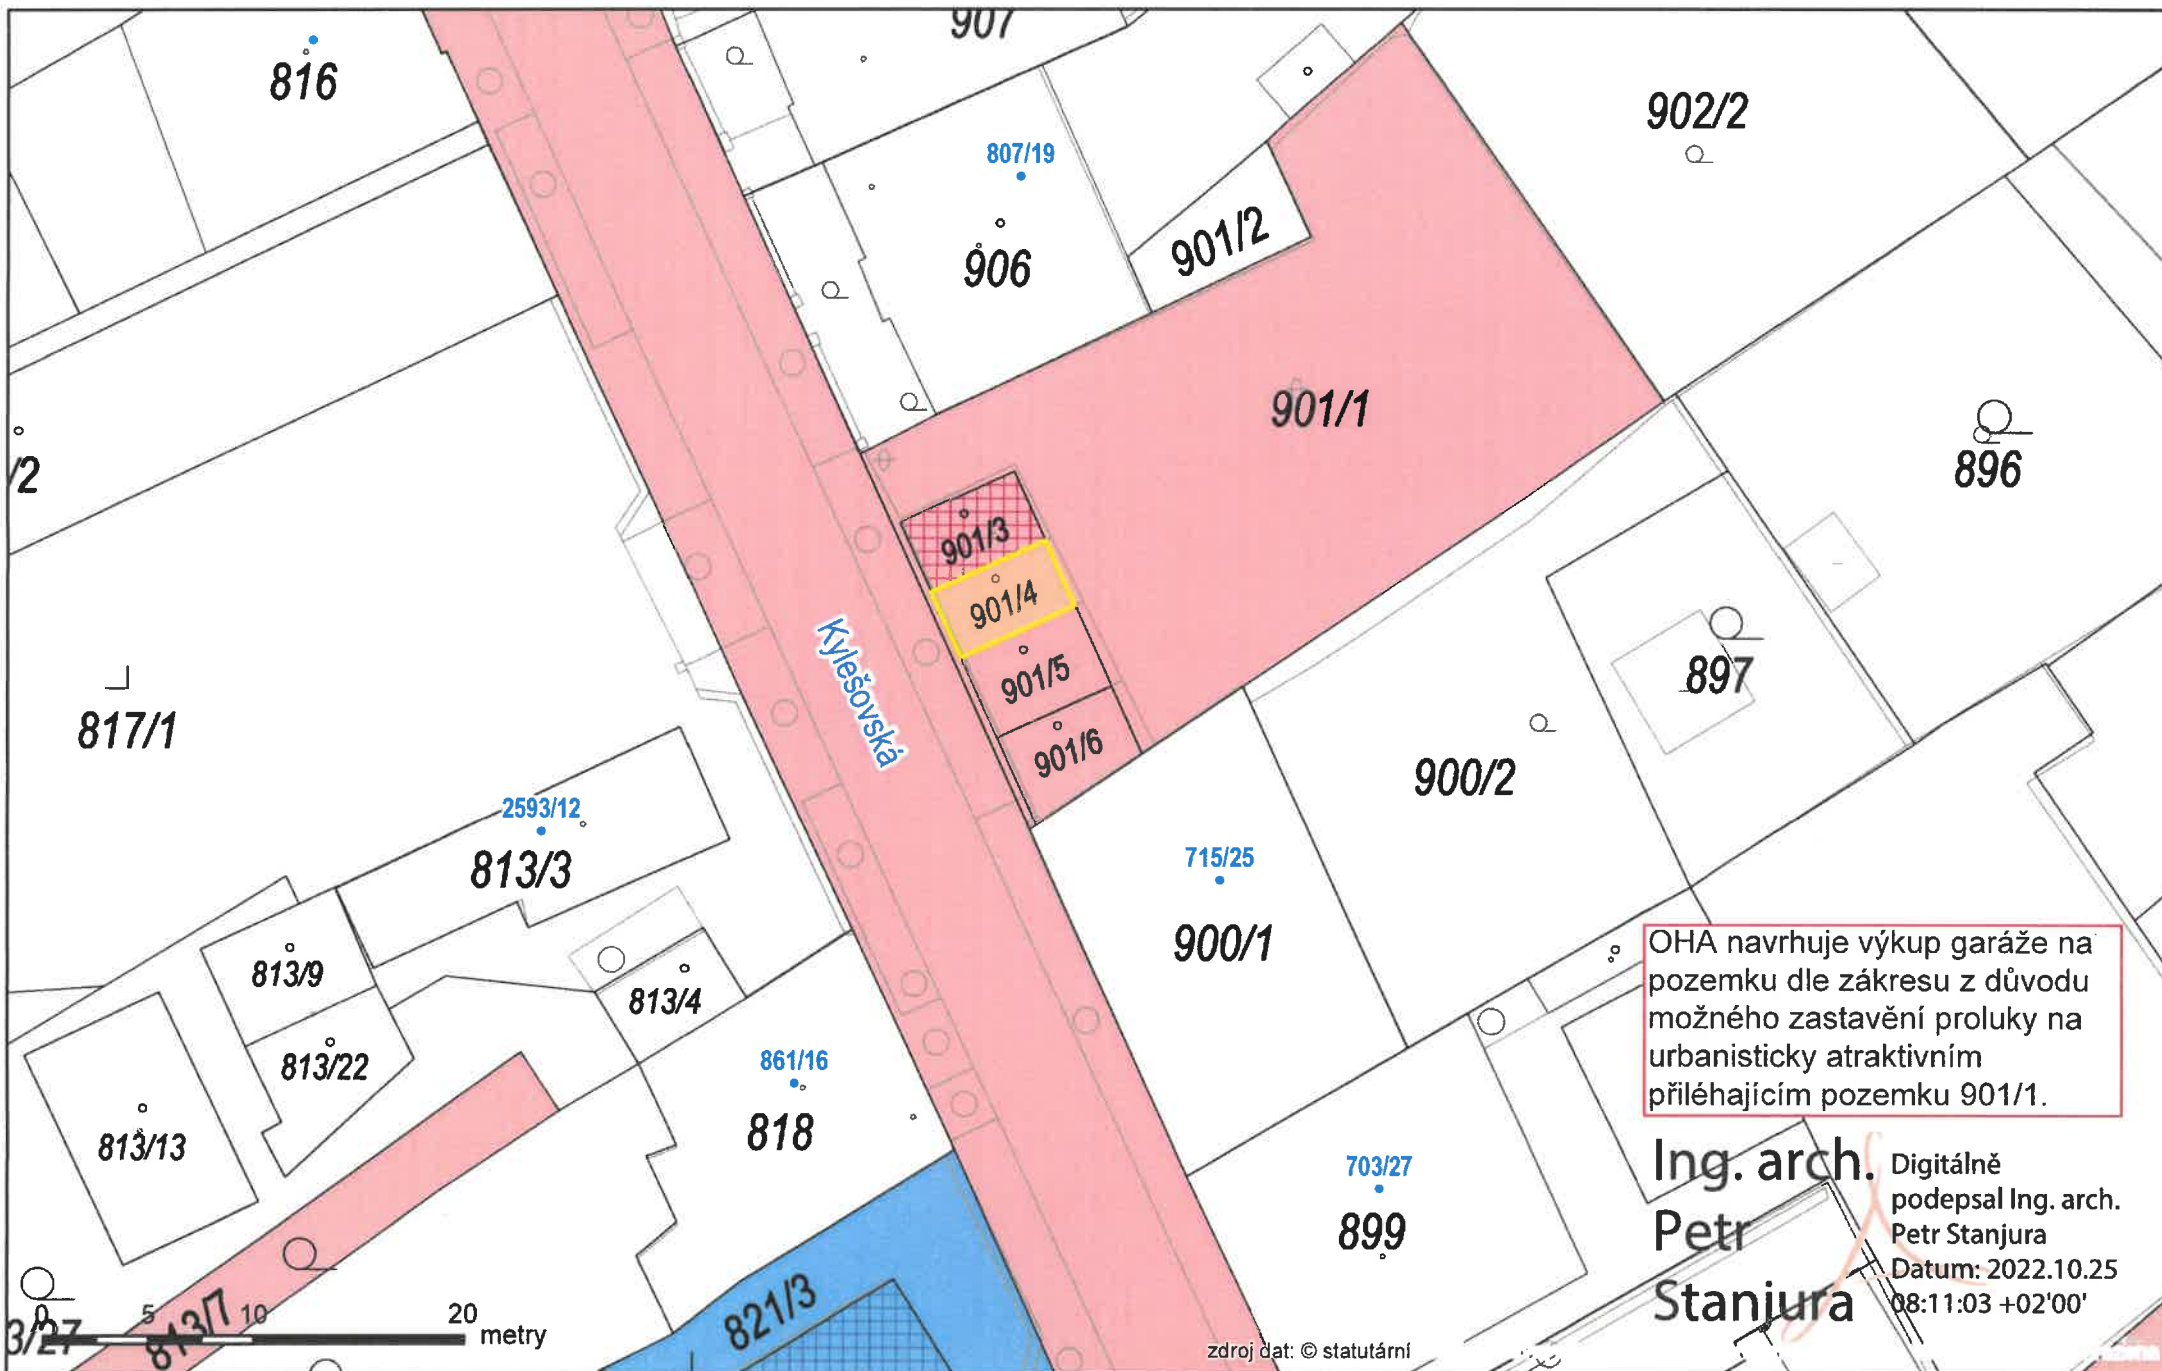 907
816
902/2
807/19
906
901/2
901/1
/2
896
901/3
901/4
901/5
901/6
Kylešovská
817/1
897
900/2
2593/12
813/3
715/25
900/1
813/9
813/4
813/22
861/16
818
813/13
703/27
899
821/3
813/7
3/27
0 5 10 20 metry
OHA navrhuje výkup garáže na
pozemku dle zákresu z důvodu
možného zastavění proluky na
urbanisticky atraktivním
přiléhajícím pozemku 901/1.
Ing. arch.
Petr
Stanjura
Digitálně
podepsal Ing. arch.
Petr Stanjura
Datum: 2022.10.25
08:11:03 +02'00'
zdroj dat: © statutární